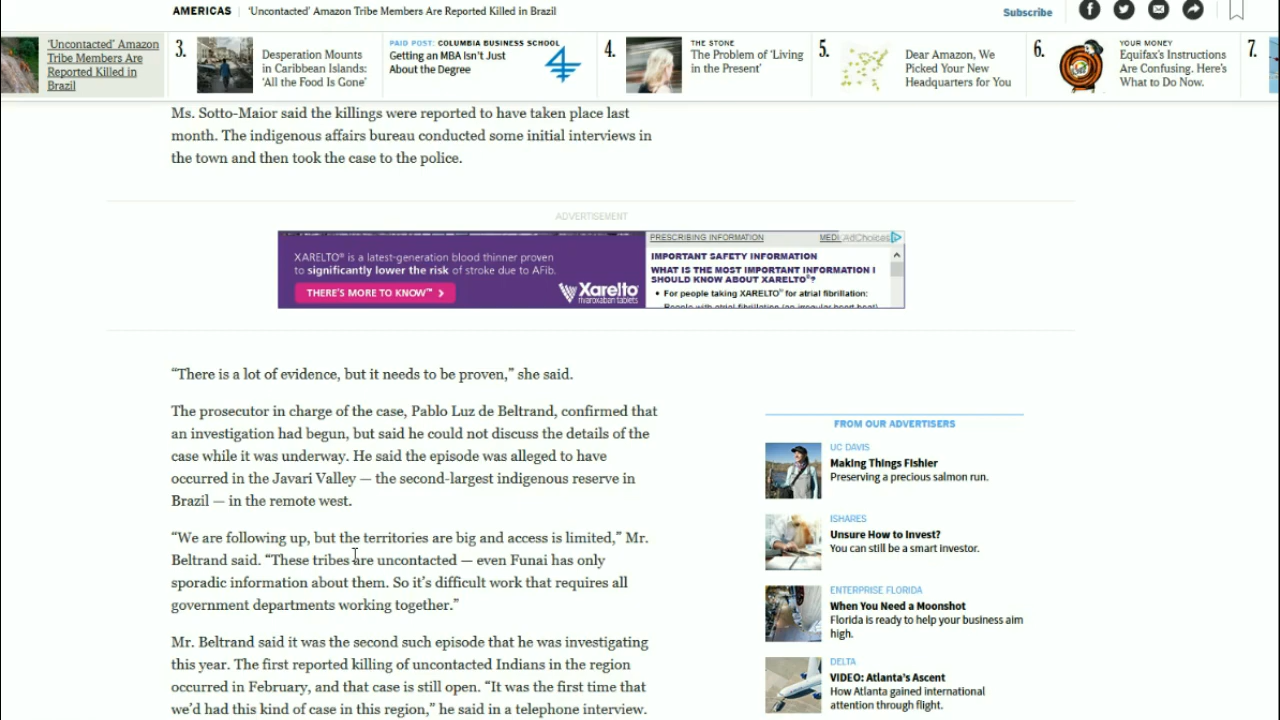 AMERICAS | 'Uncontacted' Amazon Tribe Members Are Reported Killed in Brazil
Subscribe
'Uncontacted' Amazon
Tribe Members Are
Reported Killed in
Brazil
3.
Desperation Mounts
in Caribbean Islands:
'All the Food Is Gone'
PAID POST: COLUMBIA BUSINESS SCHOOL
Getting an MBA Isn't Just
About the Degree
4.
THE STONE
The Problem of 'Living
in the Present'
5.
Dear Amazon, We
Picked Your New
Headquarters for You
6.
YOUR MONEY
Equifax's Instructions
Are Confusing. Here's
What to Do Now.
7.
Ms. Sotto-Maior said the killings were reported to have taken place last
month. The indigenous affairs bureau conducted some initial interviews in
the town and then took the case to the police.
ADVERTISEMENT
XARELTO® is a latest-generation blood thinner proven
to significantly lower the risk of stroke due to AFib.
THERE'S MORE TO KNOW™ >
Xarelto
rivaroxaban tablets
PRESCRIBING INFORMATION
MEDI
AdChoices
IMPORTANT SAFETY INFORMATION
WHAT IS THE MOST IMPORTANT INFORMATION I
SHOULD KNOW ABOUT XARELTO®?
• For people taking XARELTO® for atrial fibrillation:
People with atrial fibrillation (an irregular heart beat)
"There is a lot of evidence, but it needs to be proven," she said.
The prosecutor in charge of the case, Pablo Luz de Beltrand, confirmed that
an investigation had begun, but said he could not discuss the details of the
case while it was underway. He said the episode was alleged to have
occurred in the Javari Valley — the second-largest indigenous reserve in
Brazil — in the remote west.
"We are following up, but the territories are big and access is limited," Mr.
Beltrand said. "These tribes are uncontacted — even Funai has only
sporadic information about them. So it's difficult work that requires all
government departments working together."
Mr. Beltrand said it was the second such episode that he was investigating
this year. The first reported killing of uncontacted Indians in the region
occurred in February, and that case is still open. "It was the first time that
we'd had this kind of case in this region," he said in a telephone interview.
FROM OUR ADVERTISERS
UC DAVIS
Making Things Fishier
Preserving a precious salmon run.
ISHARES
Unsure How to Invest?
You can still be a smart investor.
ENTERPRISE FLORIDA
When You Need a Moonshot
Florida is ready to help your business aim
high.
DELTA
VIDEO: Atlanta's Ascent
How Atlanta gained international
attention through flight.